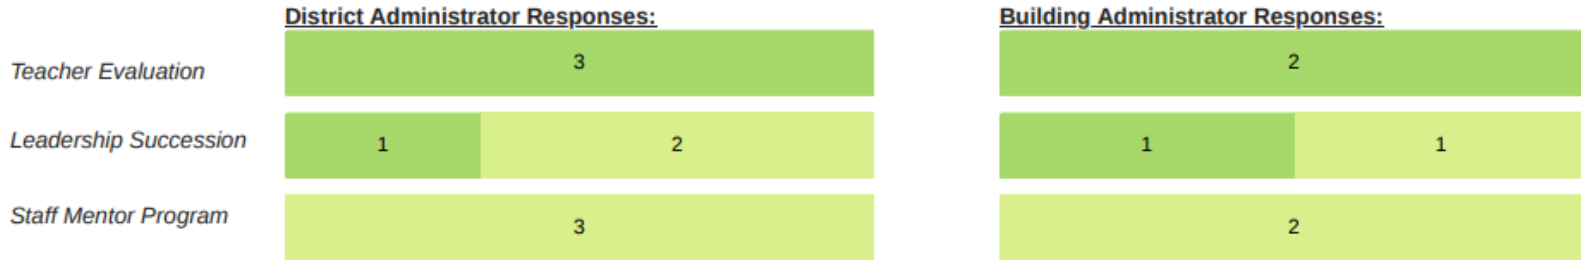 District Administrator Responses: Building Administrator Responses:
Teacher Evaluation 3 2
Leadership Succession 1 2 1 1
Staff Mentor Program 3 2